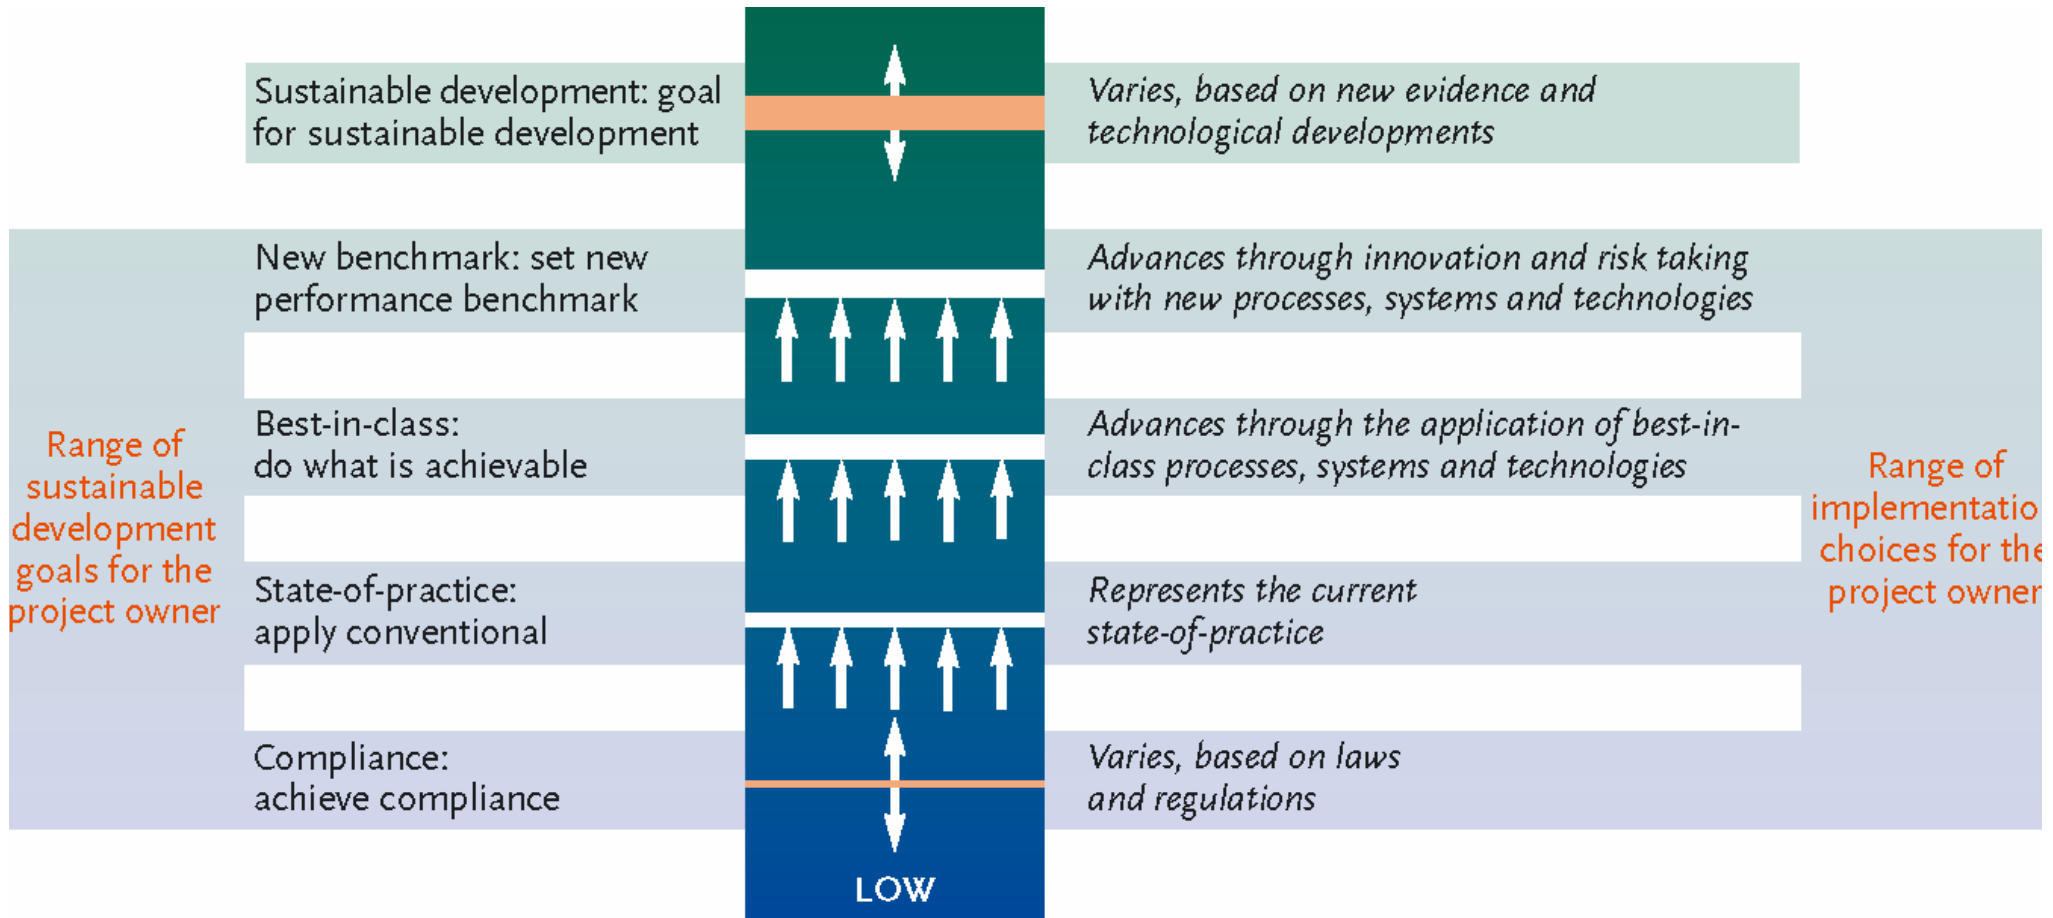 Sustainable development: goal
for sustainable development
Varies, based on new evidence and
technological developments
New benchmark: set new
performance benchmark
Advances through innovation and risk taking
with new processes, systems and technologies
Range of
sustainable
development
goals for the
project owner
Best-in-class:
do what is achievable
Advances through the application of best-in-
class processes, systems and technologies
Range of
implementatio
choices for the
project owner
State-of-practice:
apply conventional
Represents the current
state-of-practice
Compliance:
achieve compliance
Varies, based on laws
and regulations
LOW